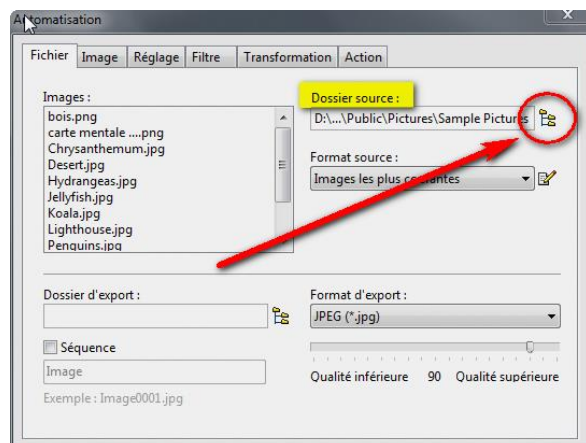 Automatisation
Fichier Image Réglage Filtre Transformation Action
Images :
bois.png
carte mentale ....png
Chrysanthemum.jpg
Desert.jpg
Hydrangeas.jpg
Jellyfish.jpg
Koala.jpg
Lighthouse.jpg
Penguins.jpg
Dossier source :
D:\...\Public\Pictures\Sample Pictures
Format source :
Images les plus courantes
Dossier d'export :
Séquence
Image
Exemple : Image0001.jpg
Format d'export :
JPEG (*.jpg)
Qualité inférieure 90 Qualité supérieure